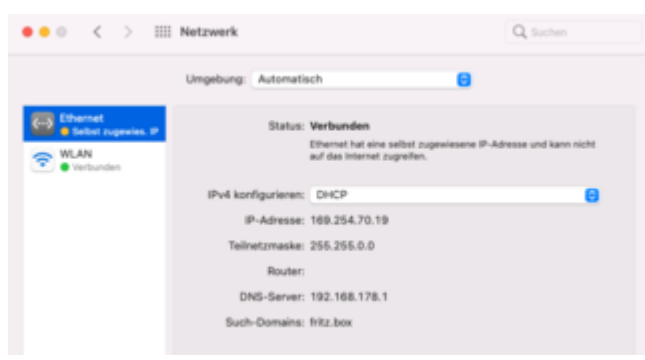 Netzwerk
Suchen
Umgebung: Automatisch
Ethernet
Selbst zugewies. IP
WLAN
Verbunden
Status: Verbunden
Ethernet hat eine selbst zugewiesene IP-Adresse und kann nicht
auf das Internet zugreifen.
IPv4 konfigurieren: DHCP
IP-Adresse: 169.254.70.19
Teilnetzmaske: 255.255.0.0
Router:
DNS-Server: 192.168.178.1
Such-Domains: fritz.box